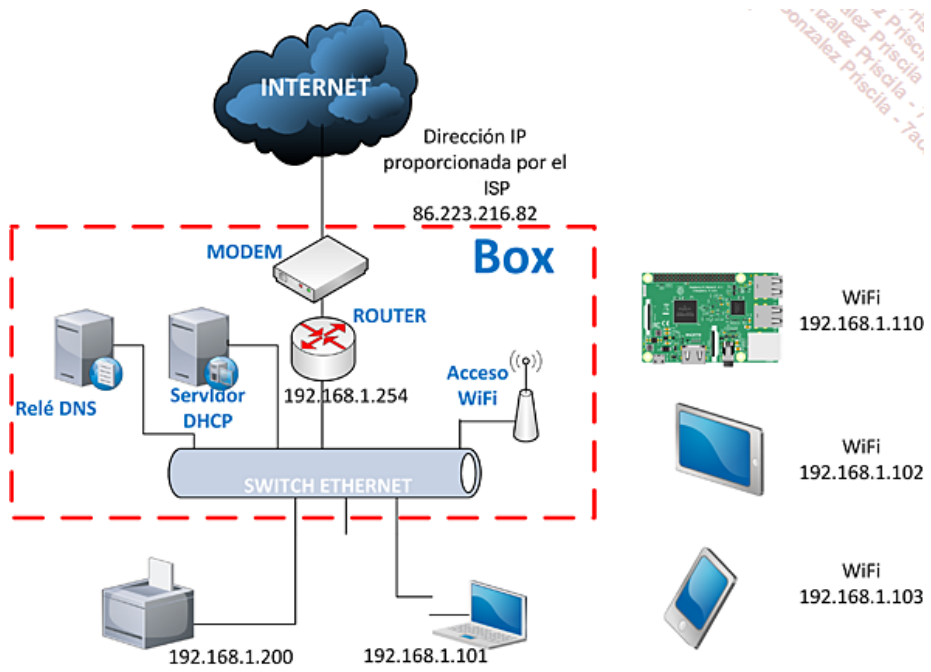 INTERNET
Dirección IP
proporcionada por el
ISP
86.223.216.82
Box
MODEM
ROUTER
192.168.1.254
Relé DNS
Servidor
DHCP
Acceso
WiFi
SWITCH ETHERNET
192.168.1.200
192.168.1.101
WiFi
192.168.1.110
WiFi
192.168.1.102
WiFi
192.168.1.103